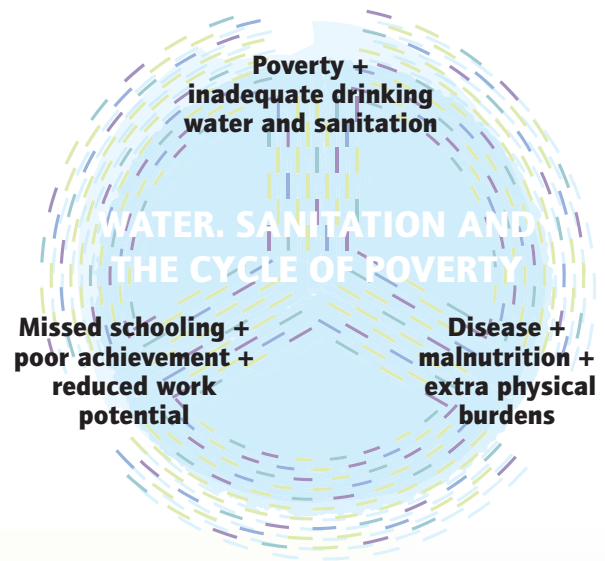 Poverty +
inadequate drinking
water and sanitation
WATER. SANITATION AND
THE CYCLE OF POVERTY
Missed schooling +
poor achievement +
reduced work
potential
Disease +
malnutrition +
extra physical
burdens